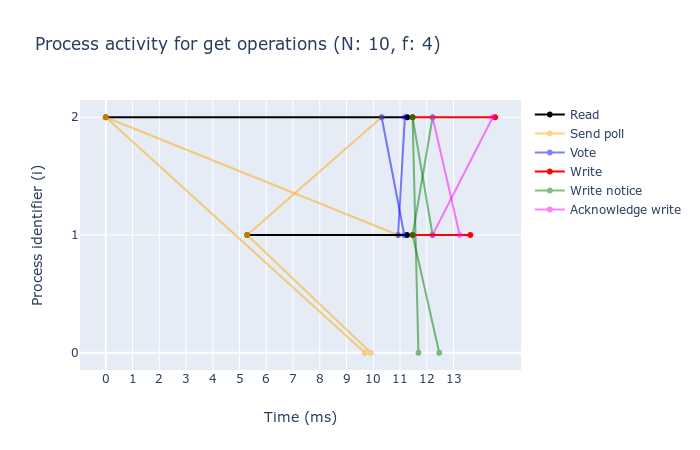 Process activity for get operations (N: 10, f: 4)
Process identifier (i)
2
1
0
0 1 2 3 4 5 6 7 8 9 10 11 12 13
Time (ms)
Read
Send poll
Vote
Write
Write notice
Acknowledge write